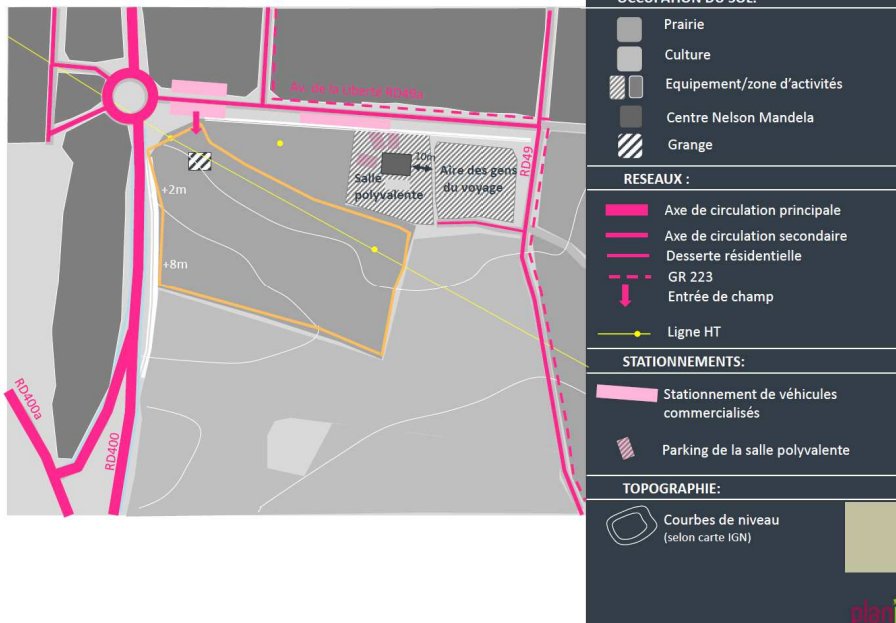 Av. de la Liberté RD48a
10m
Salle
polyvalente
Aire des gens
du voyage
RD49
+2m
+8m
RD400a
RD400
OCCUPATION DU SOL:
Prairie
Culture
Equipement/zone d'activités
Centre Nelson Mandela
Grange
RESEAUX :
Axe de circulation principale
Axe de circulation secondaire
Desserte résidentielle
GR 223
Entrée de champ
Ligne HT
STATIONNEMENTS:
Stationnement de véhicules
commercialisés
Parking de la salle polyvalente
TOPOGRAPHIE:
Courbes de niveau
(selon carte IGN)